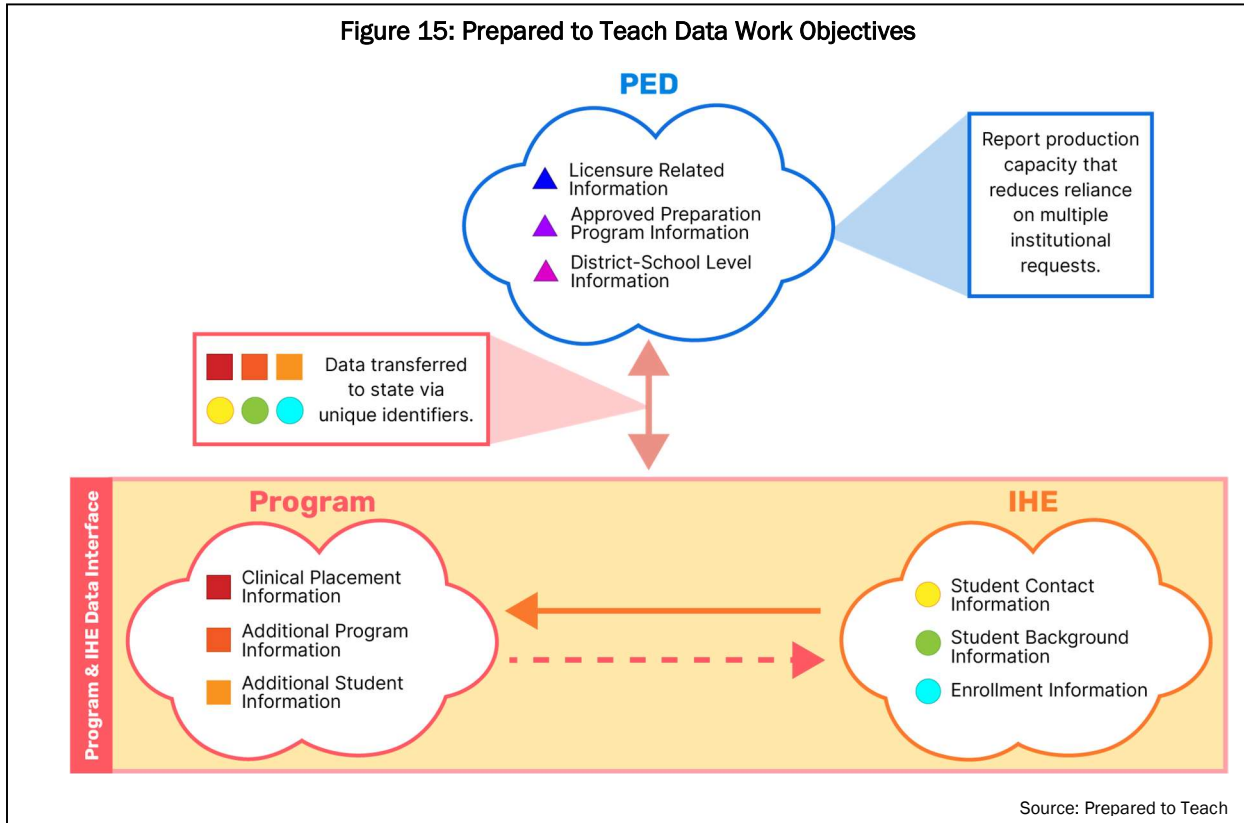 Figure 15: Prepared to Teach Data Work Objectives
PED
Licensure Related
Information
Approved Preparation
Program Information
District-School Level
Information
Report production
capacity that
reduces reliance
on multiple
institutional
requests.
Data transferred
to state via
unique identifiers.
Program & IHE Data Interface
Program
Clinical Placement
Information
Additional Program
Information
Additional Student
Information
IHE
Student Contact
Information
Student Background
Information
Enrollment Information
Source: Prepared to Teach